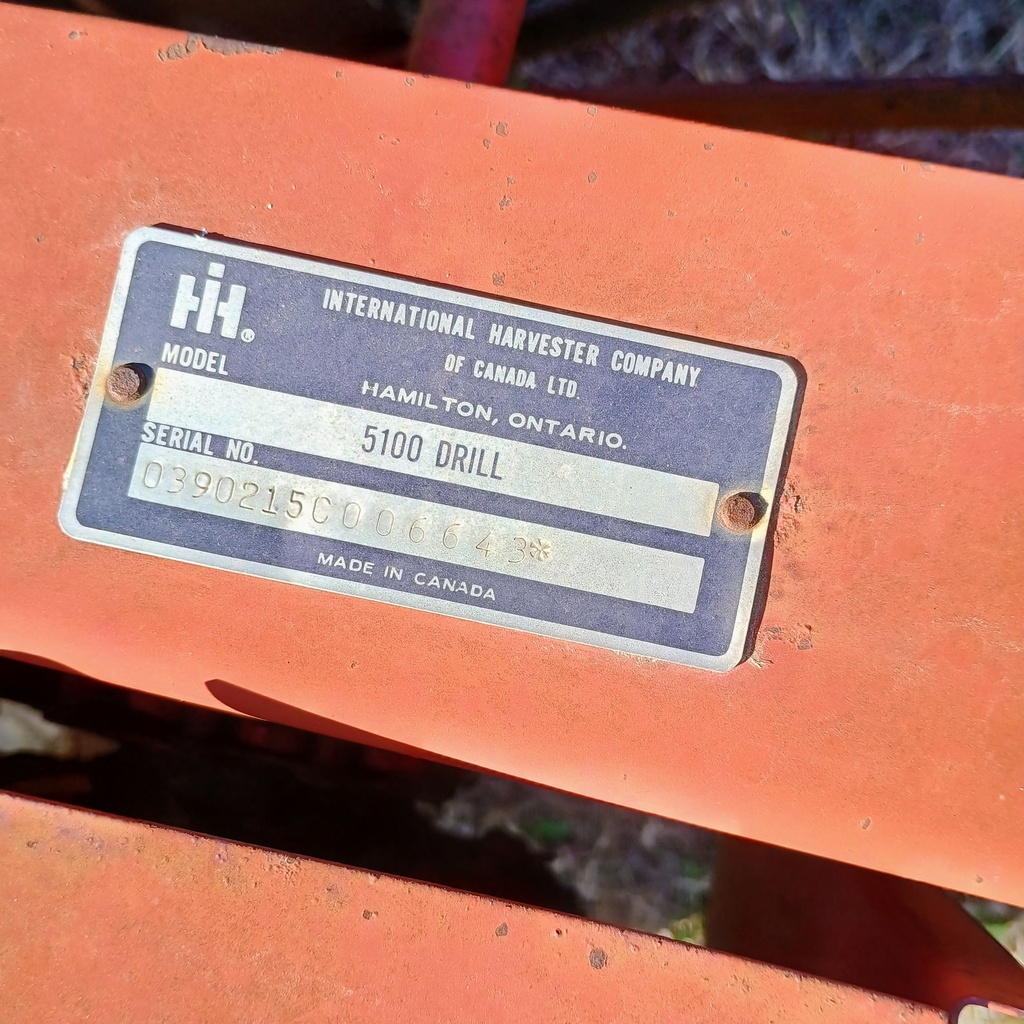 IH
INTERNATIONAL HARVESTER COMPANY
OF CANADA LTD.
HAMILTON, ONTARIO.
MODEL
5100 DRILL
SERIAL NO.
0390215C006643*
MADE IN CANADA